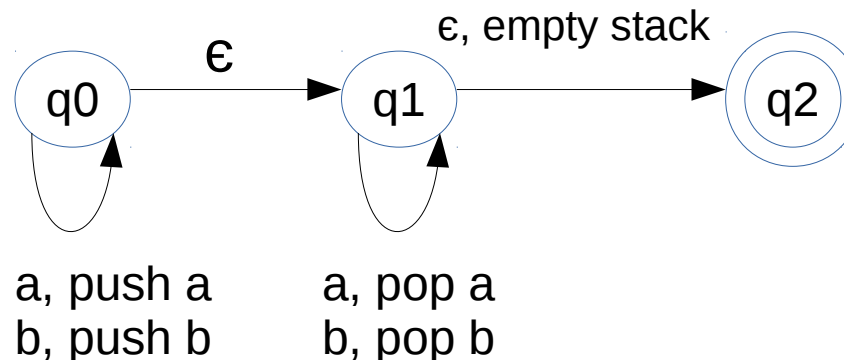 є, empty stack
є
q0
q1
q2
a, push a
b, push b
a, pop a
b, pop b